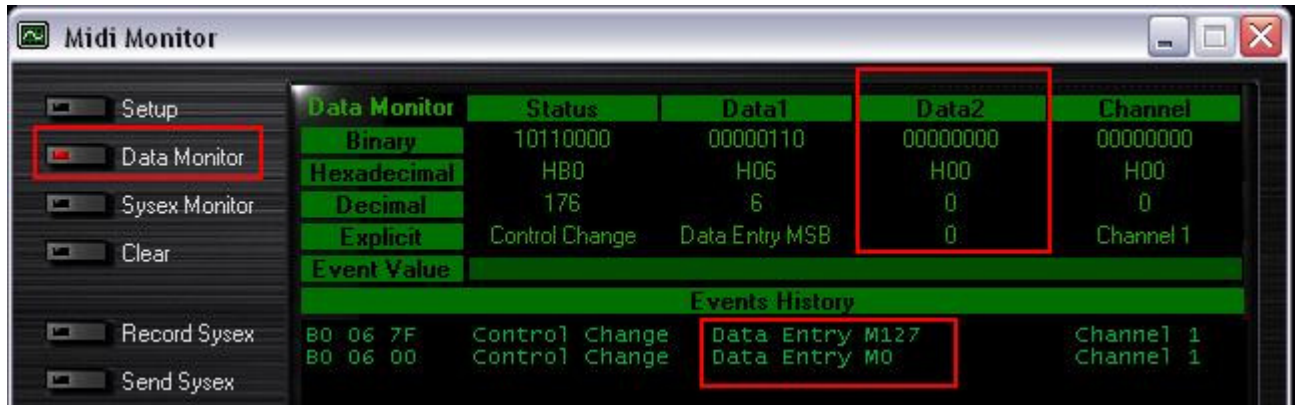 Midi Monitor
Setup
Data Monitor
Sysex Monitor
Clear
Record Sysex
Send Sysex
Data Monitor Status Data1 Data2 Channel
Binary 10110000 00000110 00000000 00000000
Hexadecimal HB0 H06 H00 H00
Decimal 176 6 0 0
Explicit Control Change Data Entry MSB 0 Channel 1
Event Value
Events History
B0 06 7F Control Change Data Entry M127 Channel 1
B0 06 00 Control Change Data Entry M0 Channel 1